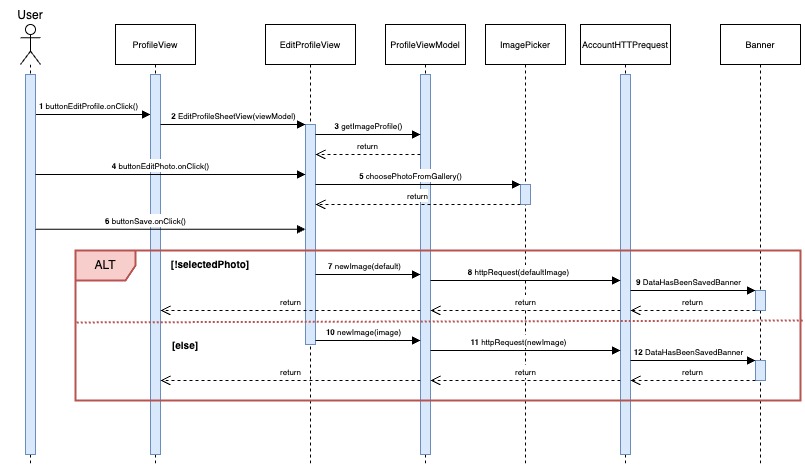 User
ProfileView
EditProfileView
ProfileViewModel
ImagePicker
AccountHTTPrequest
Banner
1 buttonEditProfile.onClick()
2 EditProfileSheetView(viewModel)
3 getImageProfile()
return
4 buttonEditPhoto.onClick()
5 choosePhotoFromGallery()
return
6 buttonSave.onClick()
ALT
[!selectedPhoto]
7 newImage(default)
8 httpRequest(defaultImage)
9 DataHasBeenSavedBanner
return
return
return
10 newImage(image)
[else]
11 httpRequest(newImage)
12 DataHasBeenSavedBanner
return
return
return